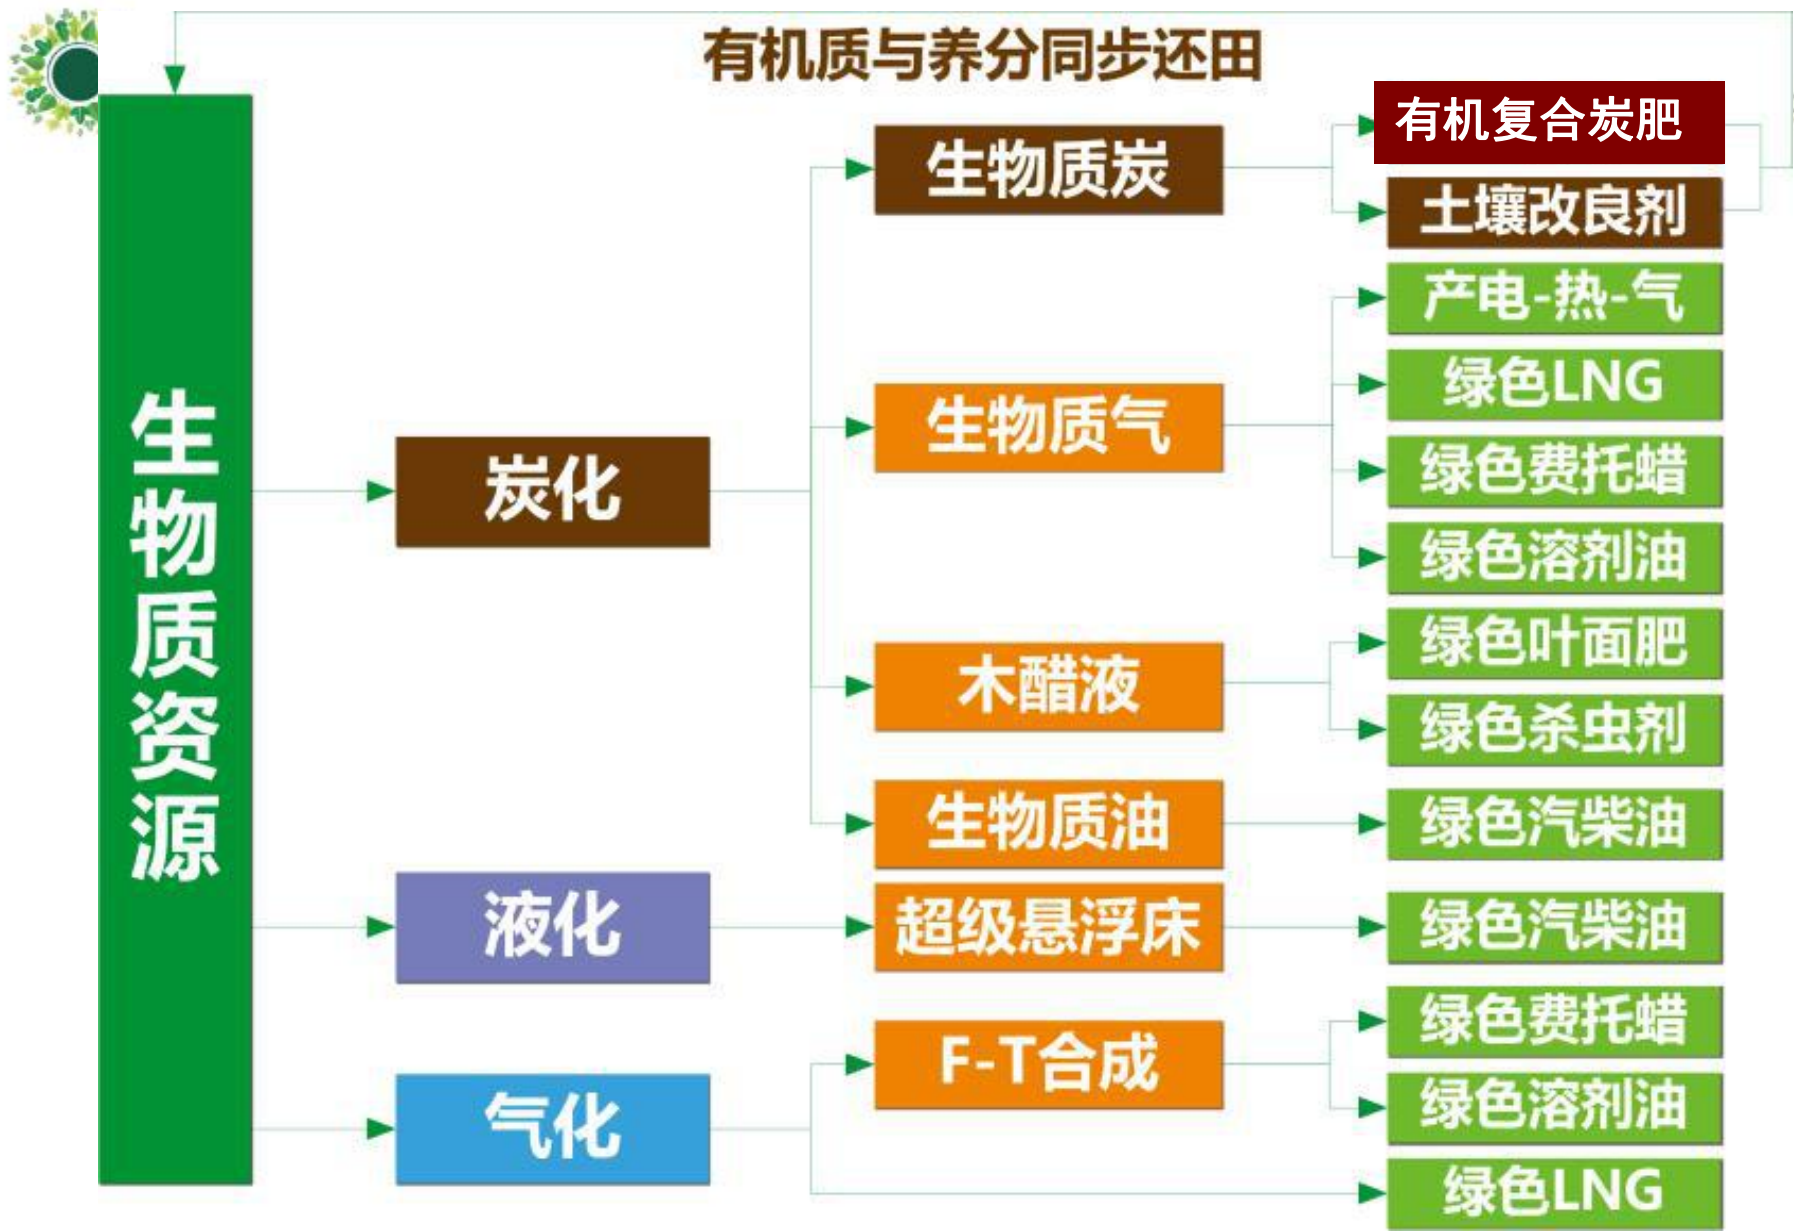 有机质与养分同步还田
生物质资源
炭化
液化
气化
生物质炭
生物质气
木醋液
生物质油
超级悬浮床
F-T合成
有机复合炭肥
土壤改良剂
产电-热-气
绿色LNG
绿色费托蜡
绿色溶剂油
绿色叶面肥
绿色杀虫剂
绿色汽柴油
绿色汽柴油
绿色费托蜡
绿色溶剂油
绿色LNG